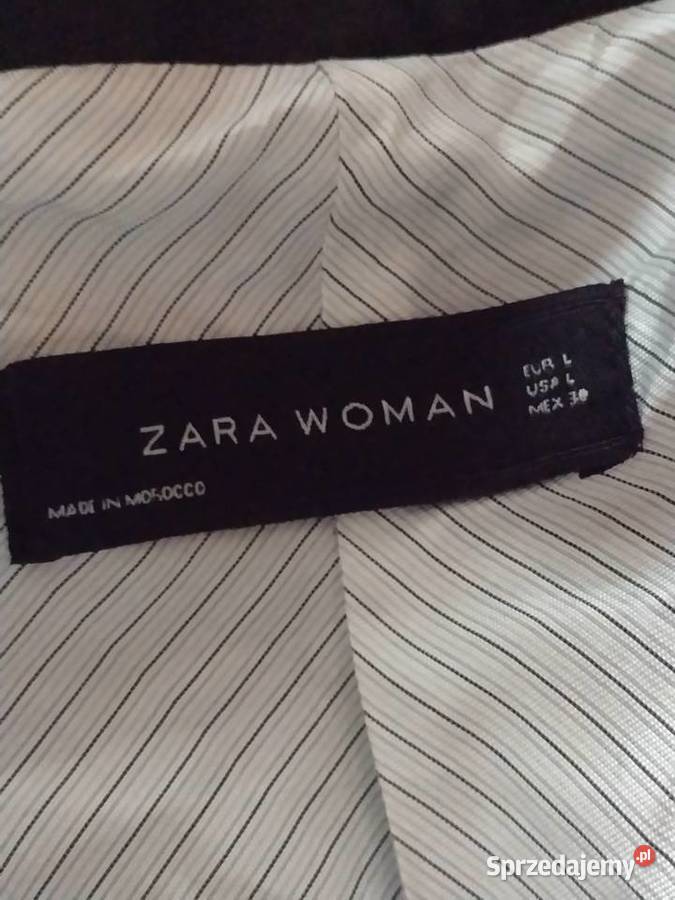 ZARA WOMAN
EUR L
USA L
MEX 30
MADE IN MOROCCO
Sprzedajemy.pl